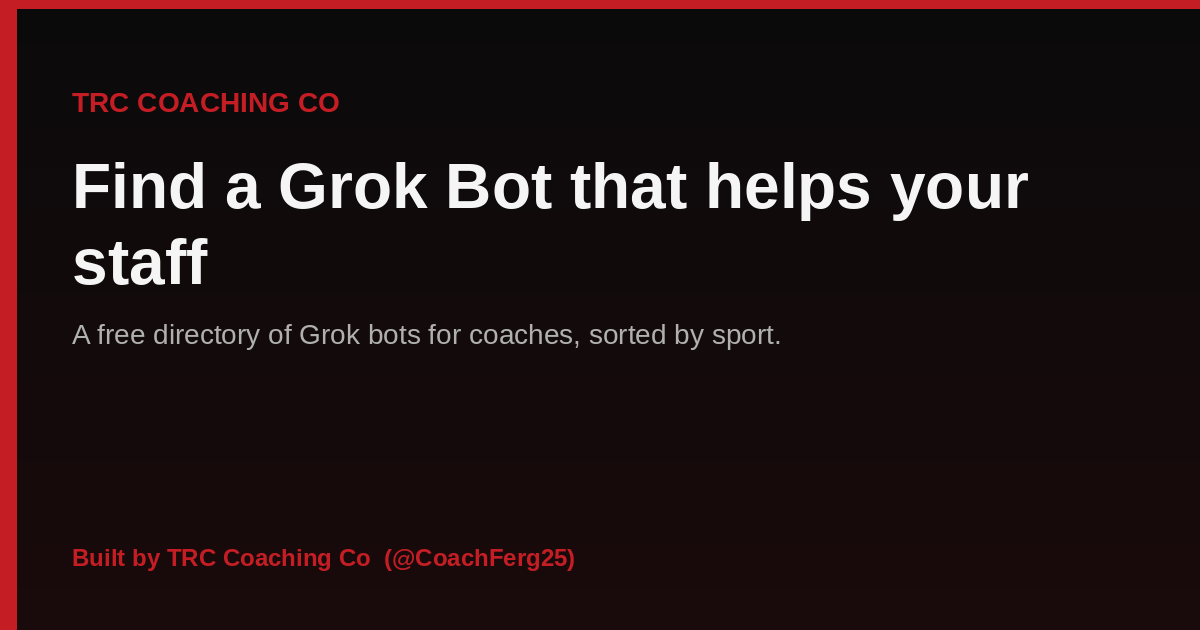 TRC COACHING CO
Find a Grok Bot that helps your
staff
A free directory of Grok bots for coaches, sorted by sport.
Built by TRC Coaching Co  (@CoachFerg25)